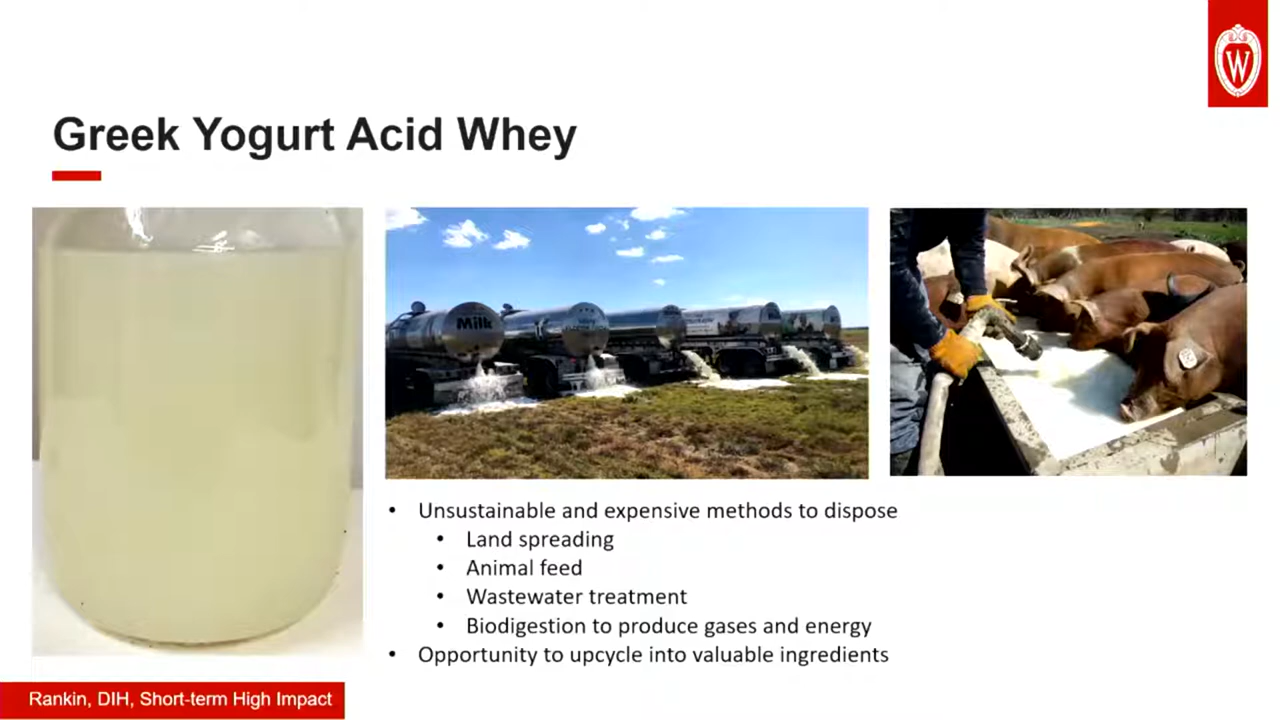 W
Greek Yogurt Acid Whey
Milk
• Unsustainable and expensive methods to dispose
• Land spreading
• Animal feed
• Wastewater treatment
• Biodigestion to produce gases and energy
• Opportunity to upcycle into valuable ingredients
Rankin, DIH, Short-term High Impact